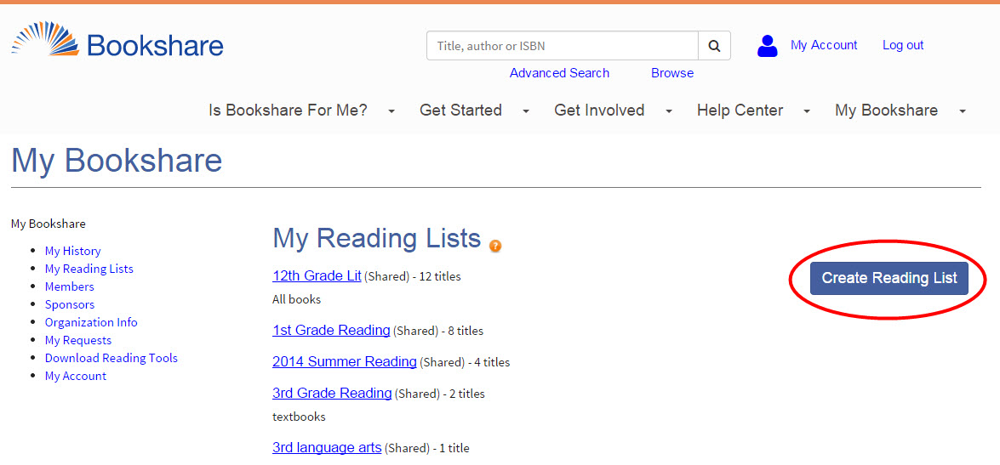 Bookshare
Title, author or ISBN
My Account
Log out
Advanced Search
Browse
Is Bookshare For Me?
Get Started
Get Involved
Help Center
My Bookshare
My Bookshare
My Bookshare
My History
My Reading Lists
Members
Sponsors
Organization Info
My Requests
Download Reading Tools
My Account
My Reading Lists ?
Create Reading List
12th Grade Lit (Shared) - 12 titles
All books
1st Grade Reading (Shared) - 8 titles
2014 Summer Reading (Shared) - 4 titles
3rd Grade Reading (Shared) - 2 titles
textbooks
3rd language arts (Shared) - 1 title